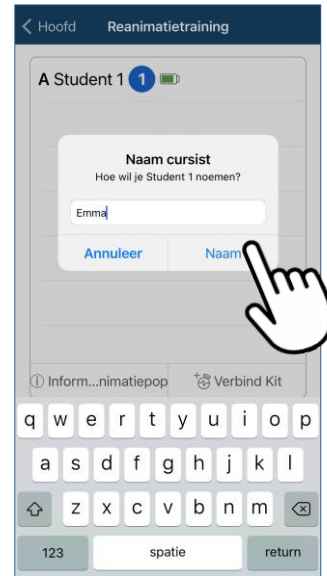 Hoofd Reanimatietraining
A Student 1 1
Naam cursist
Hoe wil je Student 1 noemen?
Emma
Annuleer Naam
Inform...nimatiepop Verbind Kit
q w e r t y u i o p
a s d f g h j k l
z x c v b n m
123 spatie return